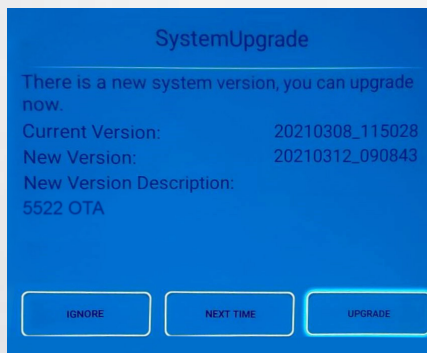 SystemUpgrade
There is a new system version, you can upgrade
now.
Current Version: 20210308_115028
New Version: 20210312_090843
New Version Description:
5522 OTA
IGNORE NEXT TIME UPGRADE